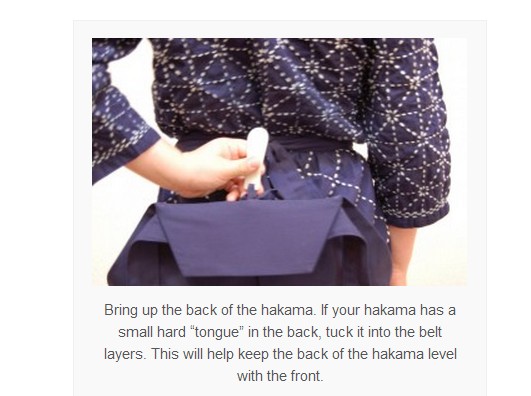 Bring up the back of the hakama. If your hakama has a
small hard “tongue” in the back, tuck it into the belt
layers. This will help keep the back of the hakama level
with the front.